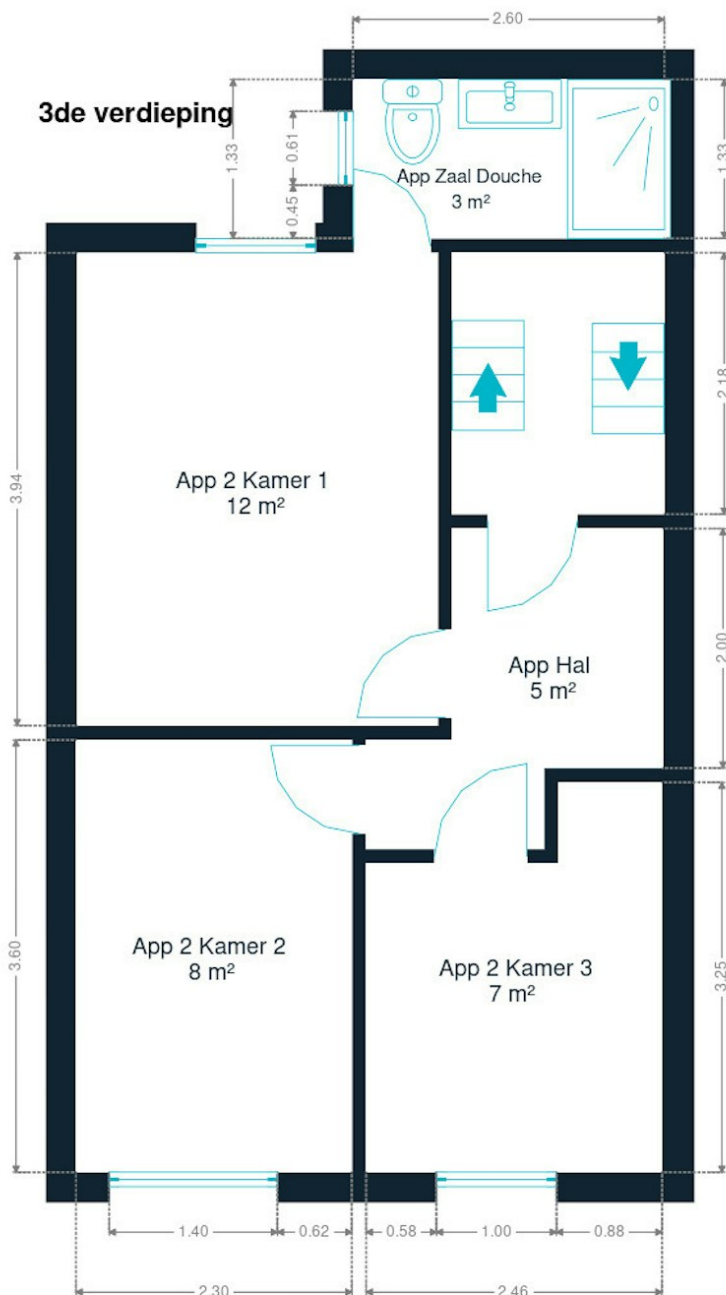 2.60
3de verdieping
1.33
0.61
0.45
App Zaal Douche
3 m²
1.33
2.18
3.94
App 2 Kamer 1
12 m²
App Hal
5 m²
2.00
3.60
App 2 Kamer 2
8 m²
App 2 Kamer 3
7 m²
3.25
1.40
0.62
0.58
1.00
0.88
2.30
2.46